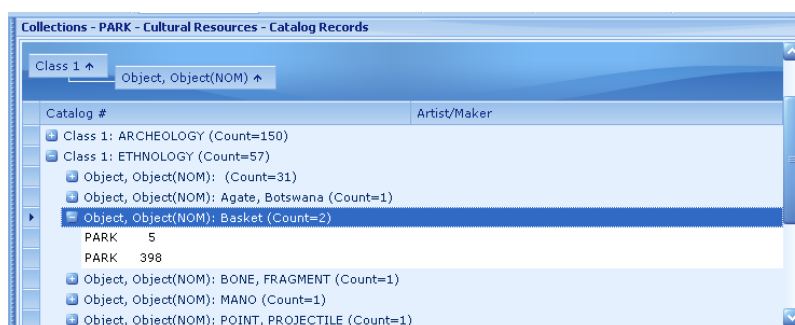 Collections - PARK - Cultural Resources - Catalog Records
Class 1
Object, Object(NOM)
Catalog # Artist/Maker
Class 1: ARCHEOLOGY (Count=150)
Class 1: ETHNOLOGY (Count=57)
Object, Object(NOM): (Count=31)
Object, Object(NOM): Agate, Botswana (Count=1)
Object, Object(NOM): Basket (Count=2)
PARK 5
PARK 398
Object, Object(NOM): BONE, FRAGMENT (Count=1)
Object, Object(NOM): MANO (Count=1)
Object, Object(NOM): POINT, PROJECTILE (Count=1)